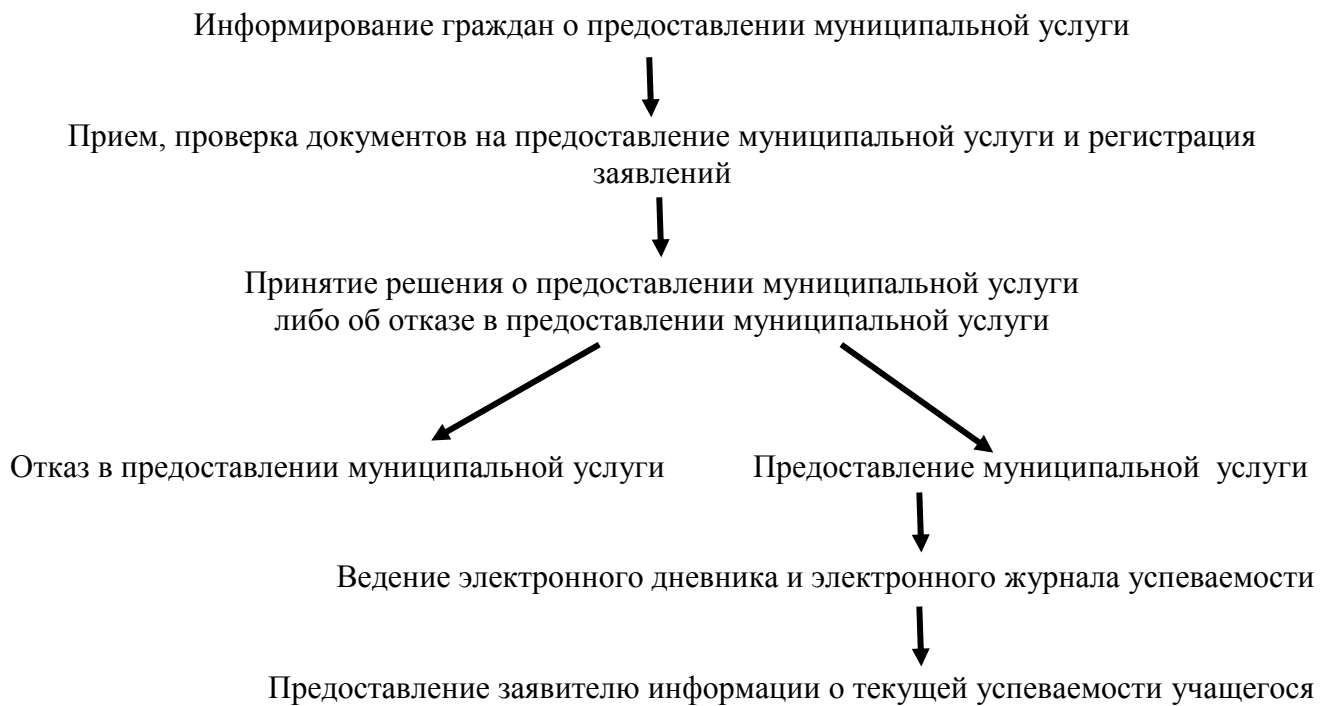 Информирование граждан о предоставлении муниципальной услуги
Прием, проверка документов на предоставление муниципальной услуги и регистрация
заявлений
Принятие решения о предоставлении муниципальной услуги
либо об отказе в предоставлении муниципальной услуги
Отказ в предоставлении муниципальной услуги
Предоставление муниципальной услуги
Ведение электронного дневника и электронного журнала успеваемости
Предоставление заявителю информации о текущей успеваемости учащегося